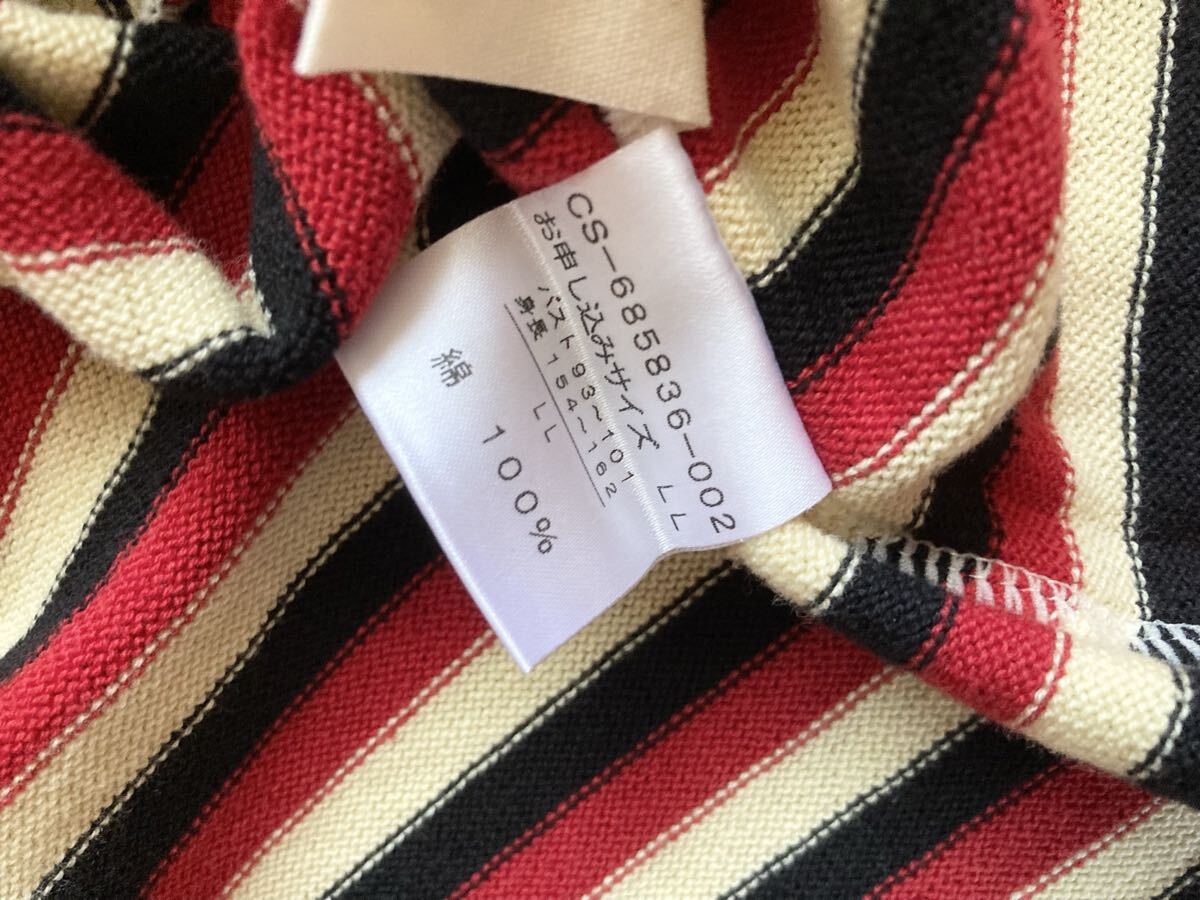 CS-685836-002
お申し込みサイズ LL
バスト93~101
身長154~162
LL
綿 100%